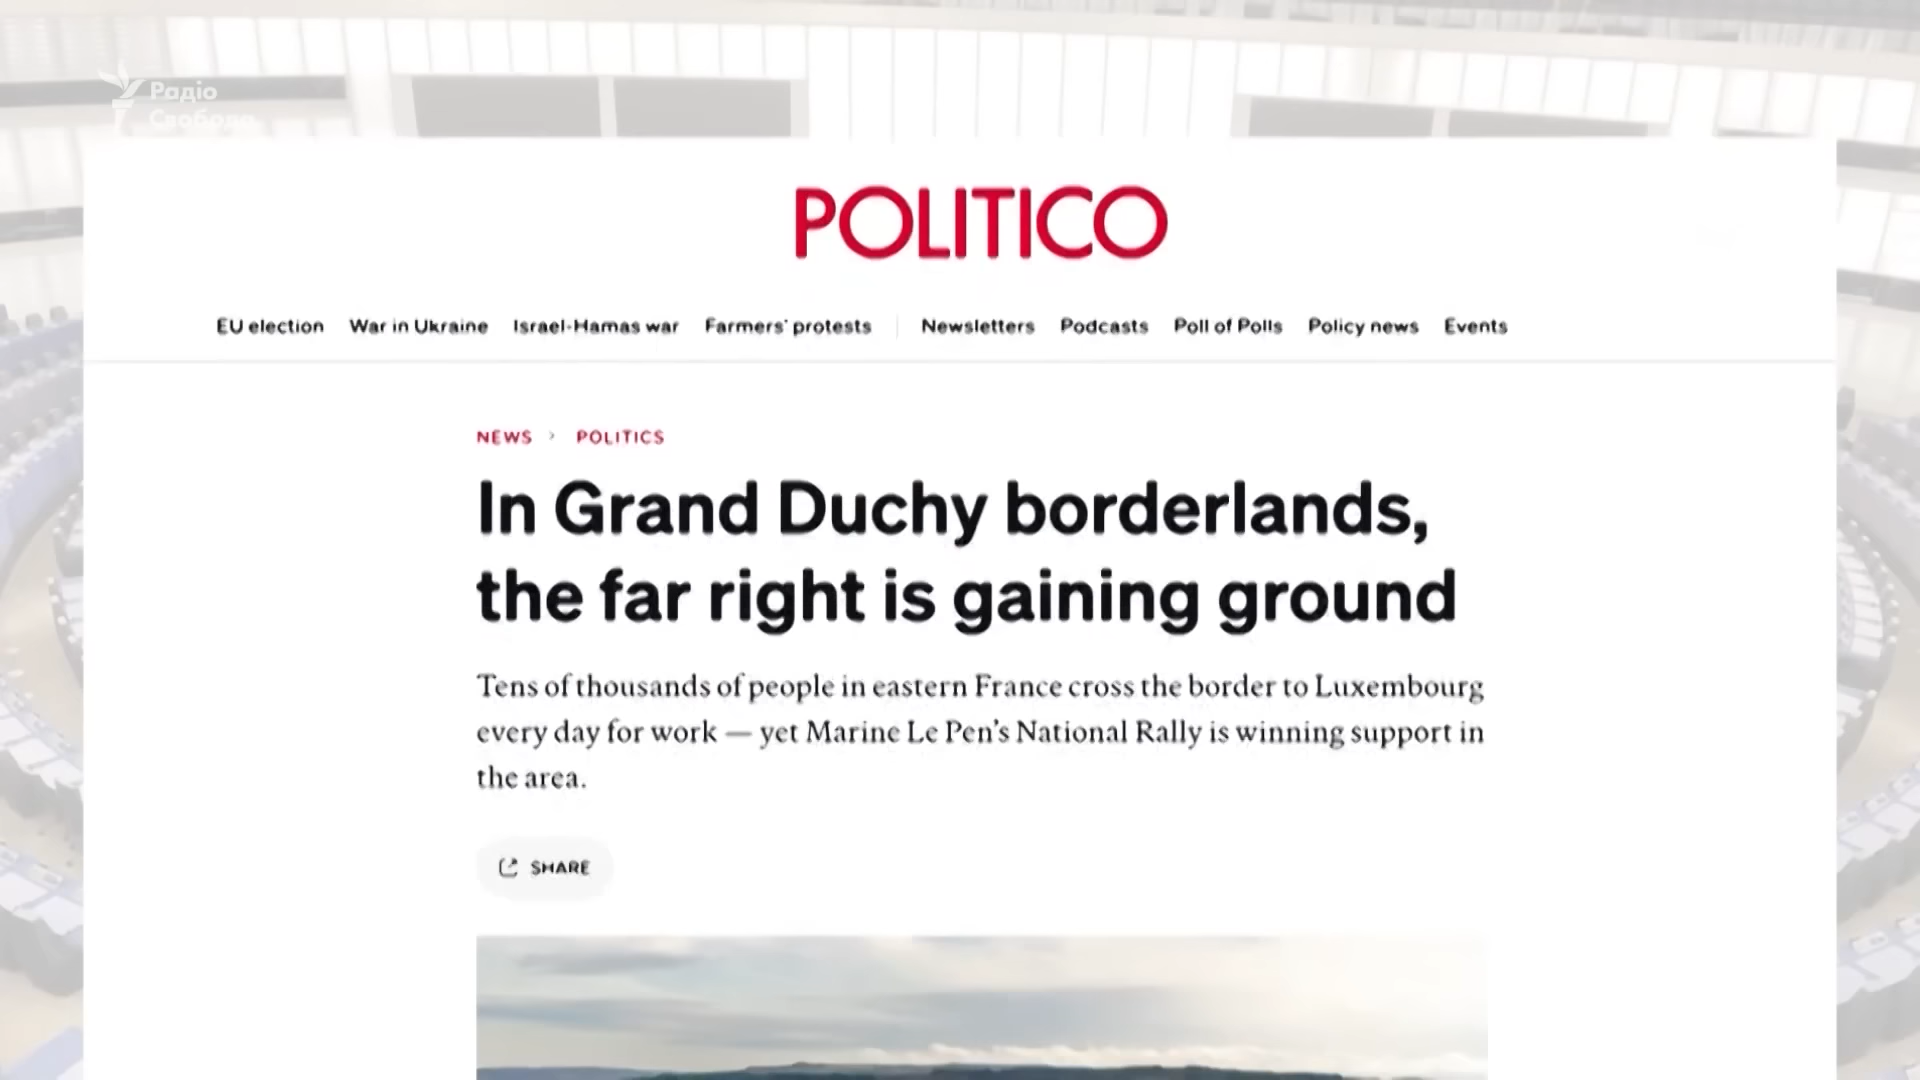 Радіо
Свобода
POLITICO
EU election War in Ukraine Israel-Hamas war Farmers' protests Newsletters Podcasts Poll of Polls Policy news Events
NEWS > POLITICS
In Grand Duchy borderlands,
the far right is gaining ground
Tens of thousands of people in eastern France cross the border to Luxembourg
every day for work — yet Marine Le Pen's National Rally is winning support in
the area.
SHARE